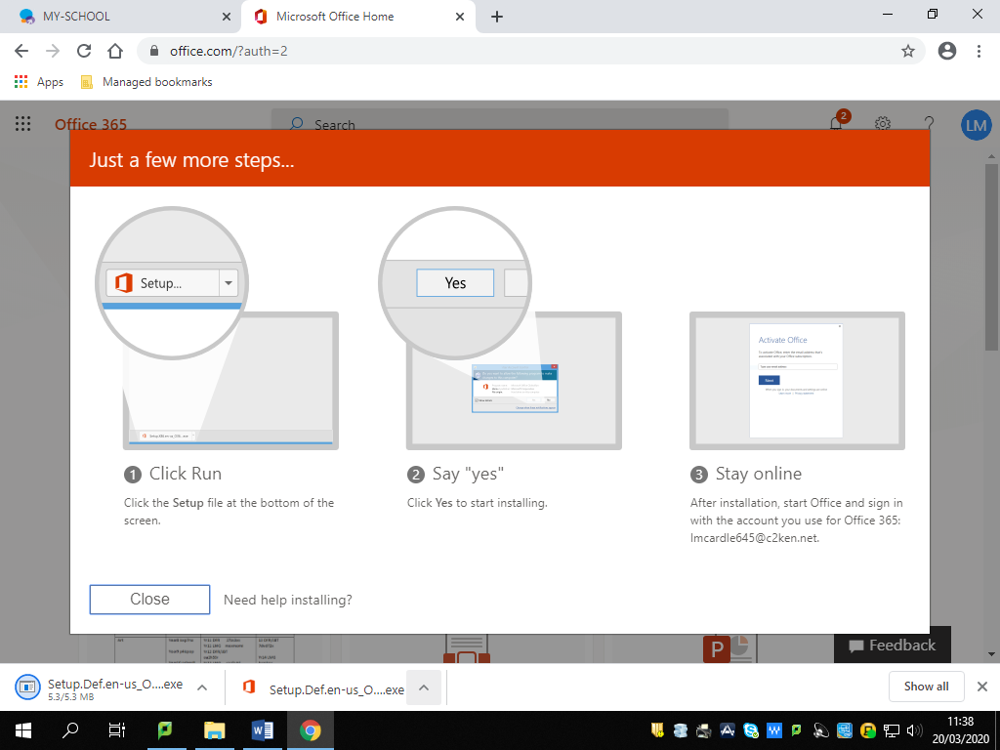 MY-SCHOOL
Microsoft Office Home
office.com/?auth=2
Apps
Managed bookmarks
Office 365
Search
2
LM
Just a few more steps...
Setup...
Yes
Activate Office
Next
1 Click Run
2 Say "yes"
3 Stay online
Click the Setup file at the bottom of the
screen.
Click Yes to start installing.
After installation, start Office and sign in
with the account you use for Office 365:
lmcardle645@c2ken.net.
Close
Need help installing?
P
Feedback
Setup.Def.en-us_O....exe
5.3/5.3 MB
Setup.Def.en-us_O....exe
Show all
11:38
20/03/2020